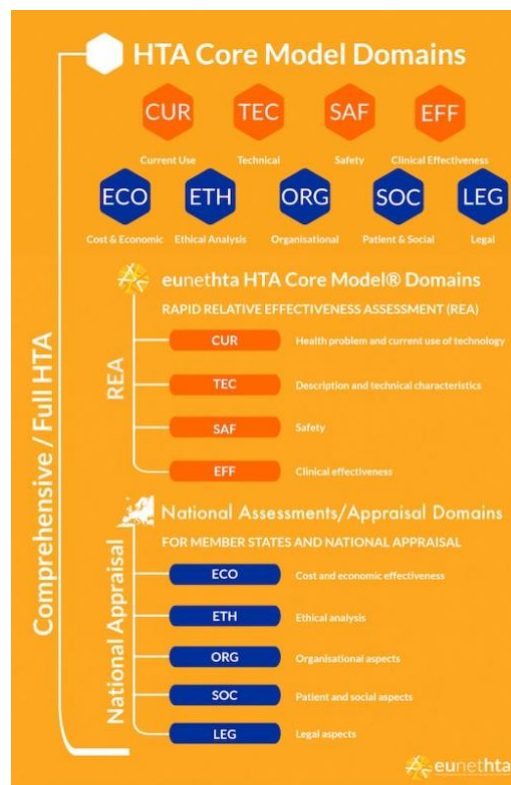 HTA Core Model Domains
CUR TEC SAF EFF
Current Use Technical Safety Clinical Effectiveness
ECO ETH ORG SOC LEG
Cost & Economic Ethical Analysis Organisational Patient & Social Legal
eunethta HTA Core Model® Domains
RAPID RELATIVE EFFECTIVENESS ASSESSMENT (REA)
CUR Health problem and current use of technology
TEC Description and technical characteristics
SAF Safety
EFF Clinical effectiveness
REA
National Assessments/Appraisal Domains
FOR MEMBER STATES AND NATIONAL APPRAISAL
ECO Cost and economic effectiveness
ETH Ethical analysis
ORG Organisational aspects
SOC Patient and social aspects
LEG Legal aspects
National Appraisal
Comprehensive / Full HTA
eunethta